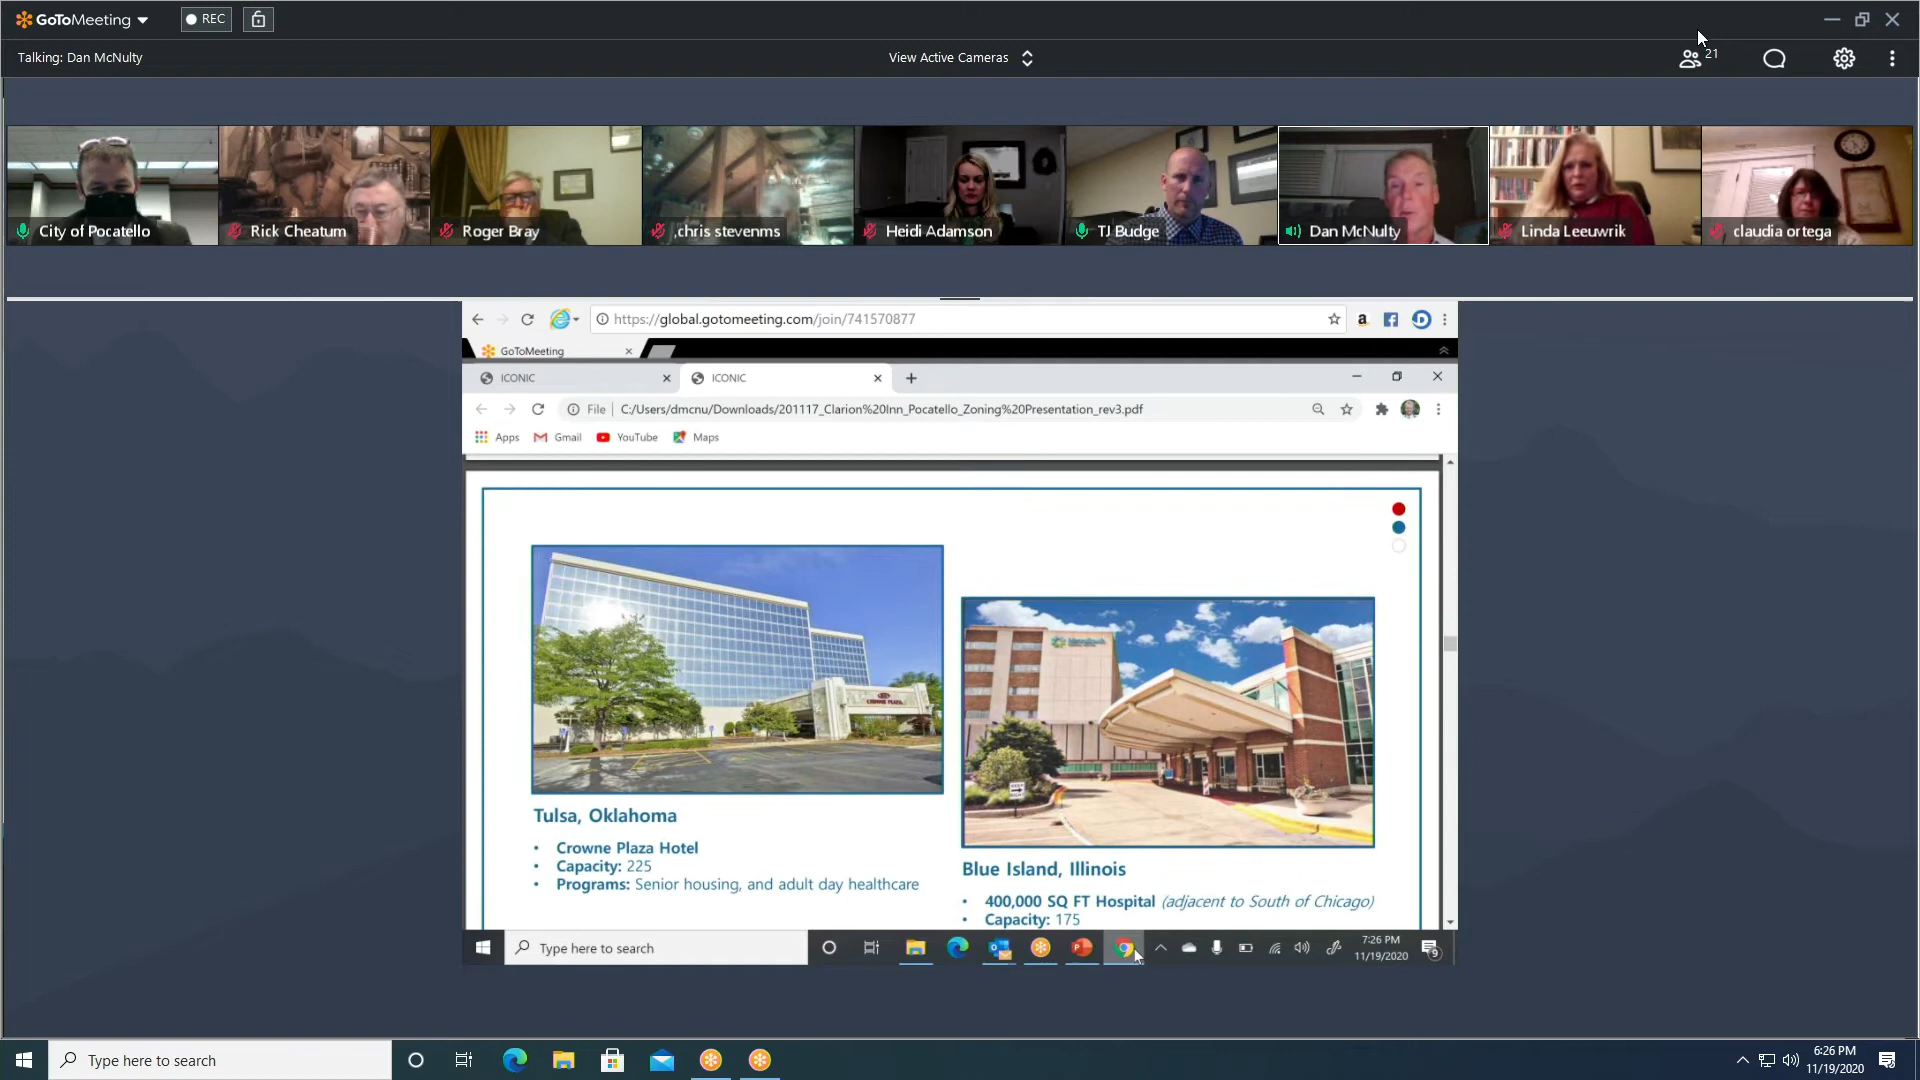 GoToMeeting
REC
Talking: Dan McNulty
View Active Cameras
21
City of Pocatello
Rick Cheatum
Roger Bray
,chris stevenms
Heidi Adamson
TJ Budge
Dan McNulty
Linda Leeuwrik
claudia ortega
https://global.gotomeeting.com/join/741570877
GoToMeeting
ICONIC
ICONIC
File
C:/Users/dmcnu/Downloads/201117_Clarion%20Inn_Pocatello_Zoning%20Presentation_rev3.pdf
Apps
Gmail
YouTube
Maps
CROWNE PLAZA
Tulsa, Oklahoma
• Crowne Plaza Hotel
• Capacity: 225
• Programs: Senior housing, and adult day healthcare
Blue Island, Illinois
• 400,000 SQ FT Hospital (adjacent to South of Chicago)
• Capacity: 175
Type here to search
7:26 PM
11/19/2020
9
Type here to search
6:26 PM
11/19/2020